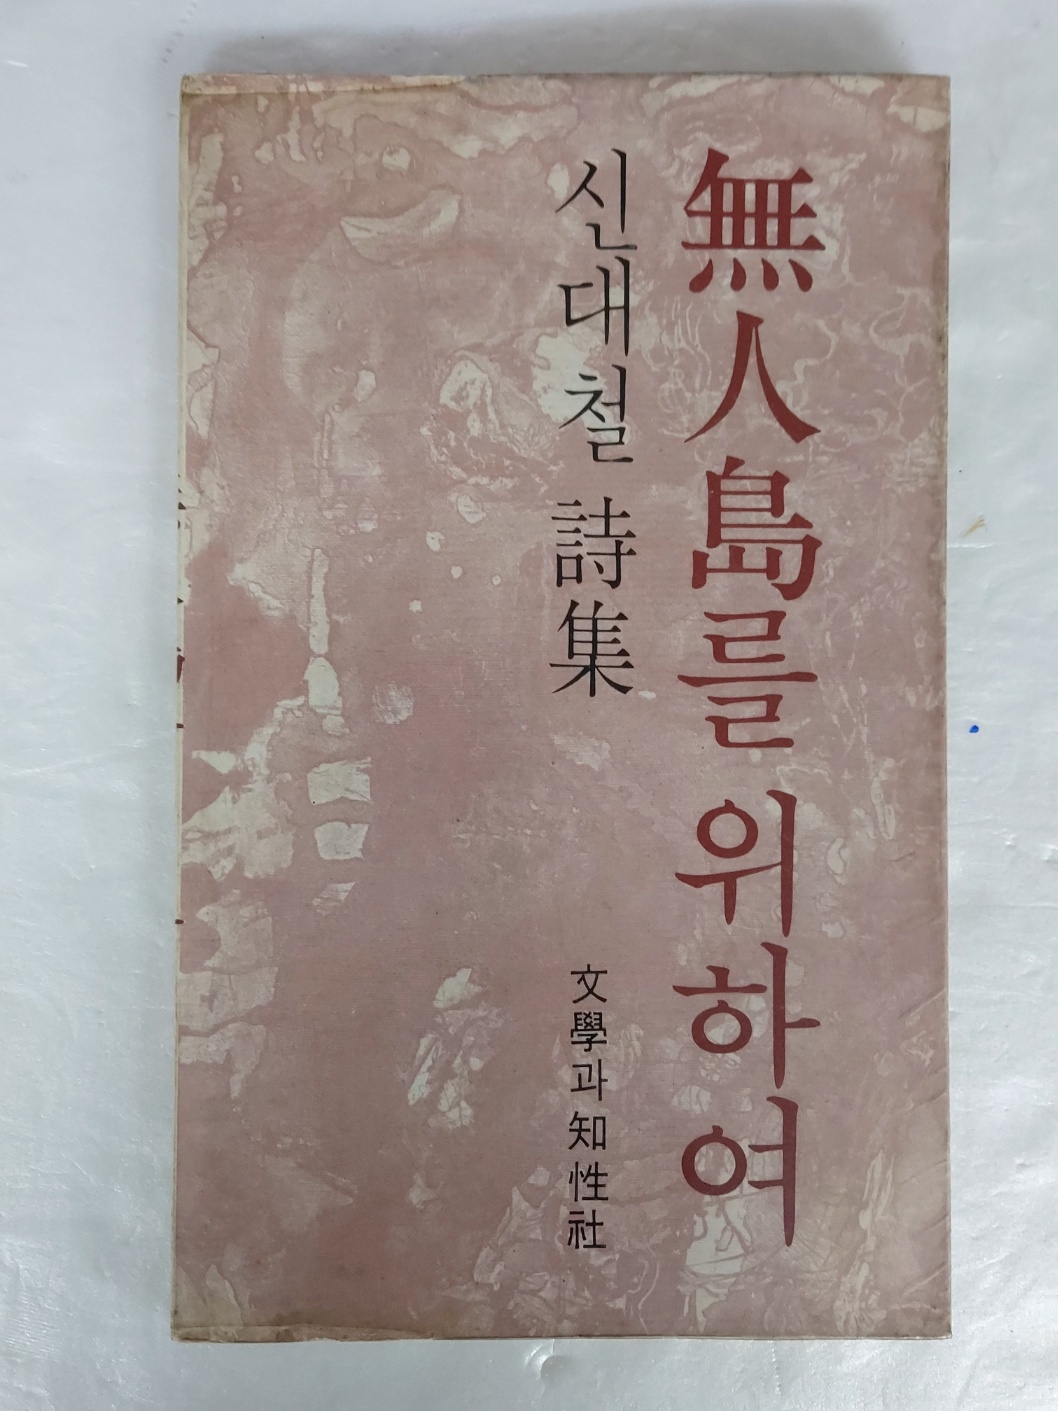 無人島를 위하여
신대철 詩集
文學과知性社